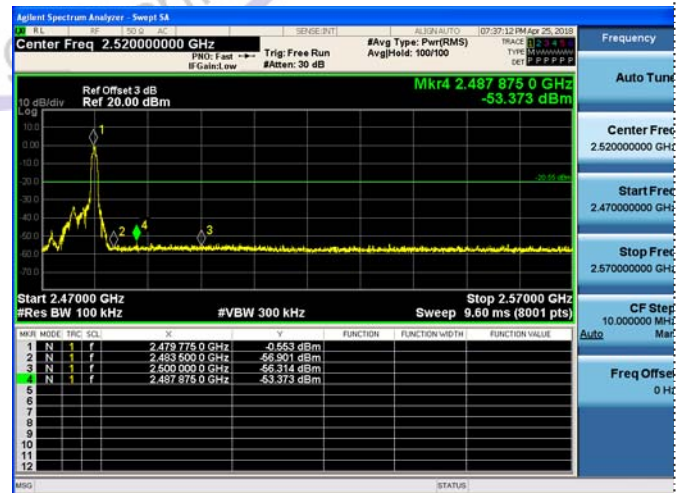 Agilent Spectrum Analyzer - Swept SA
RL RF 50 Ω AC SENSE:INT ALIGNAUTO 07:37:12 PM Apr 25, 2018
Center Freq 2.520000000 GHz
PNO: Fast
IFGain:Low
Trig: Free Run
#Atten: 30 dB
#Avg Type: Pwr(RMS)
Avg|Hold: 100/100
TRACE 1 2 3 4 5 6
TYPE
DET P P P P P P
Ref Offset 3 dB
Ref 20.00 dBm
10 dB/div
Log
Mkr4 2.487 875 0 GHz
-53.373 dBm
10.0
0.00
-10.0
-20.0
-30.0
-40.0
-50.0
-60.0
-70.0
-20.55 dBm
1
2
4
3
Start 2.47000 GHz
Stop 2.57000 GHz
#Res BW 100 kHz
#VBW 300 kHz
Sweep 9.60 ms (8001 pts)
MKR MODE TRC SCL X Y FUNCTION FUNCTION WIDTH FUNCTION VALUE
1 N 1 f 2.479 775 0 GHz -0.553 dBm
2 N 1 f 2.483 500 0 GHz -56.901 dBm
3 N 1 f 2.500 000 0 GHz -56.314 dBm
4 N 1 f 2.487 875 0 GHz -53.373 dBm
5
6
7
8
9
10
11
12
MSG
STATUS
Frequency
Auto Tune
Center Freq
2.520000000 GHz
Start Freq
2.470000000 GHz
Stop Freq
2.570000000 GHz
CF Step
10.000000 MHz
Auto Man
Freq Offset
0 Hz